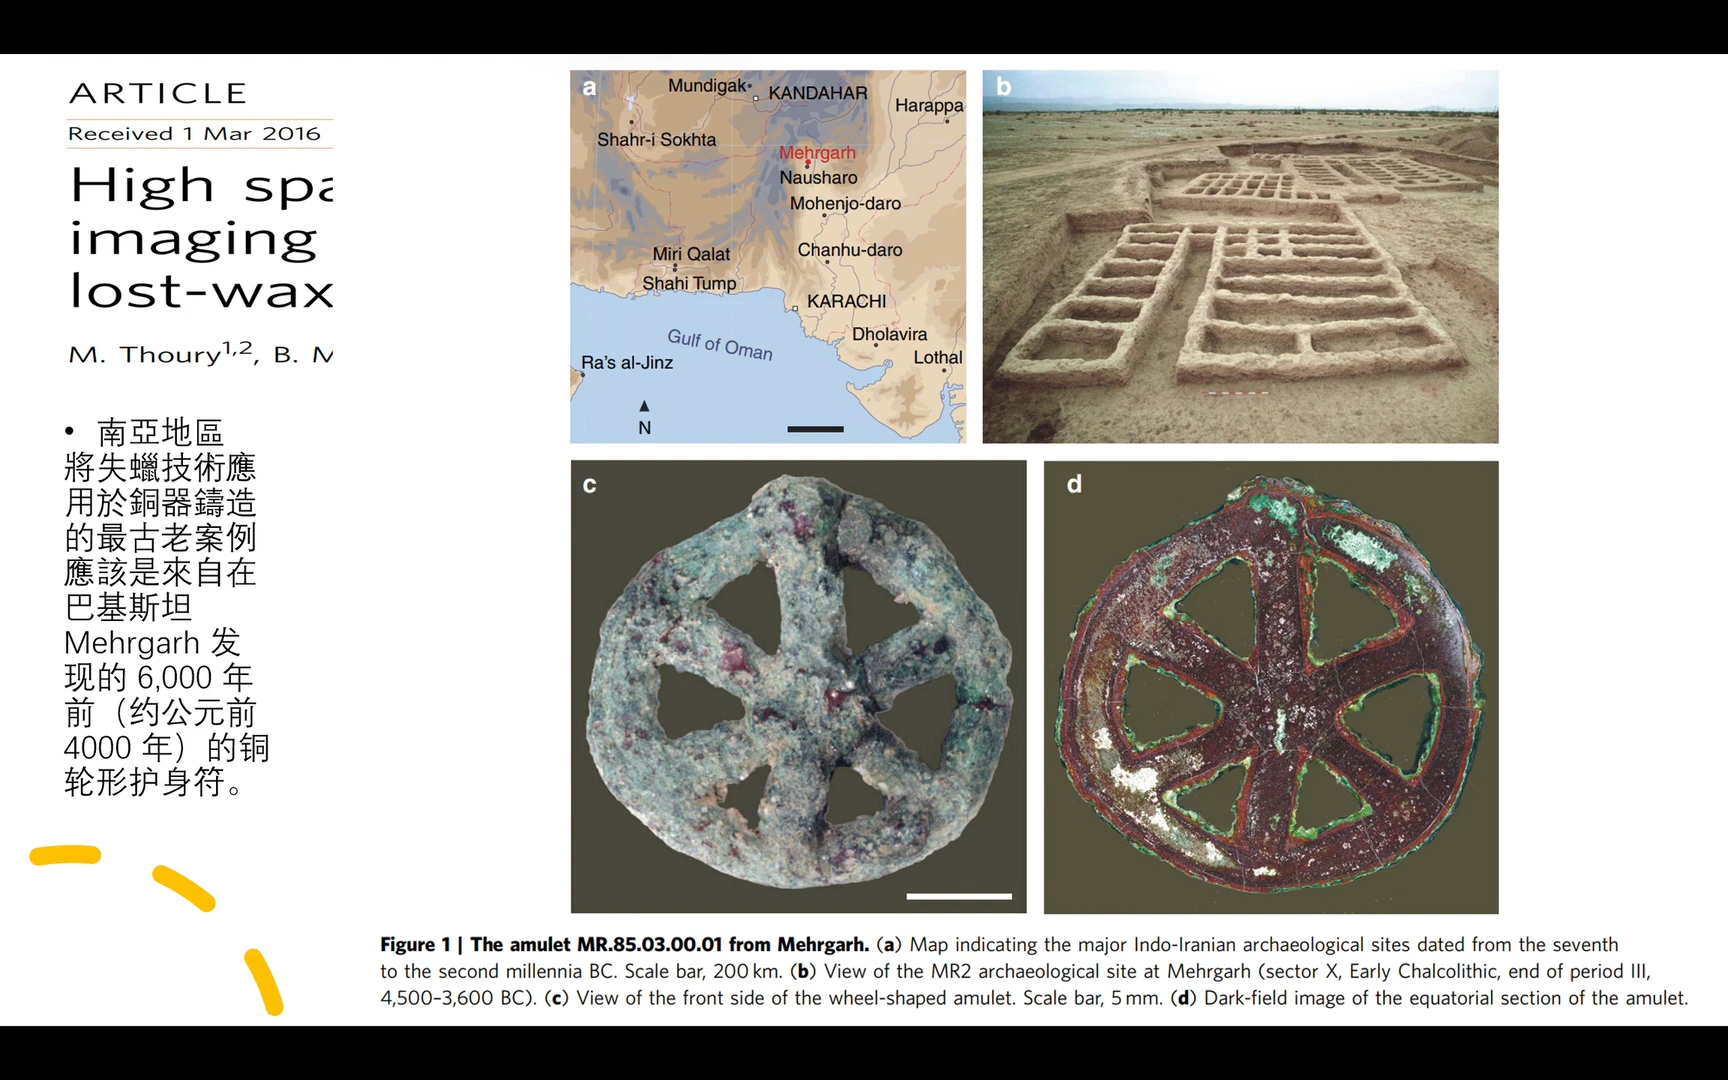 ARTICLE
Received 1 Mar 2016
High spa
imaging
lost-wax
M. Thoury1,2, B. M
• 南亞地區
將失蠟技術應
用於銅器鑄造
的最古老案例
應該是來自在
巴基斯坦
Mehrgarh 发
现的 6,000 年
前（约公元前
4000 年）的铜
轮形护身符。
a
Mundigak
KANDAHAR
Harappa
Shahr-i Sokhta
Mehrgarh
Nausharo
Mohenjo-daro
Miri Qalat
Chanhu-daro
Shahi Tump
KARACHI
Gulf of Oman
Dholavira
Ra's al-Jinz
Lothal
N
b
c
d
Figure 1 | The amulet MR.85.03.00.01 from Mehrgarh. (a) Map indicating the major Indo-Iranian archaeological sites dated from the seventh
to the second millennia BC. Scale bar, 200 km. (b) View of the MR2 archaeological site at Mehrgarh (sector X, Early Chalcolithic, end of period III,
4,500–3,600 BC). (c) View of the front side of the wheel-shaped amulet. Scale bar, 5 mm. (d) Dark-field image of the equatorial section of the amulet.